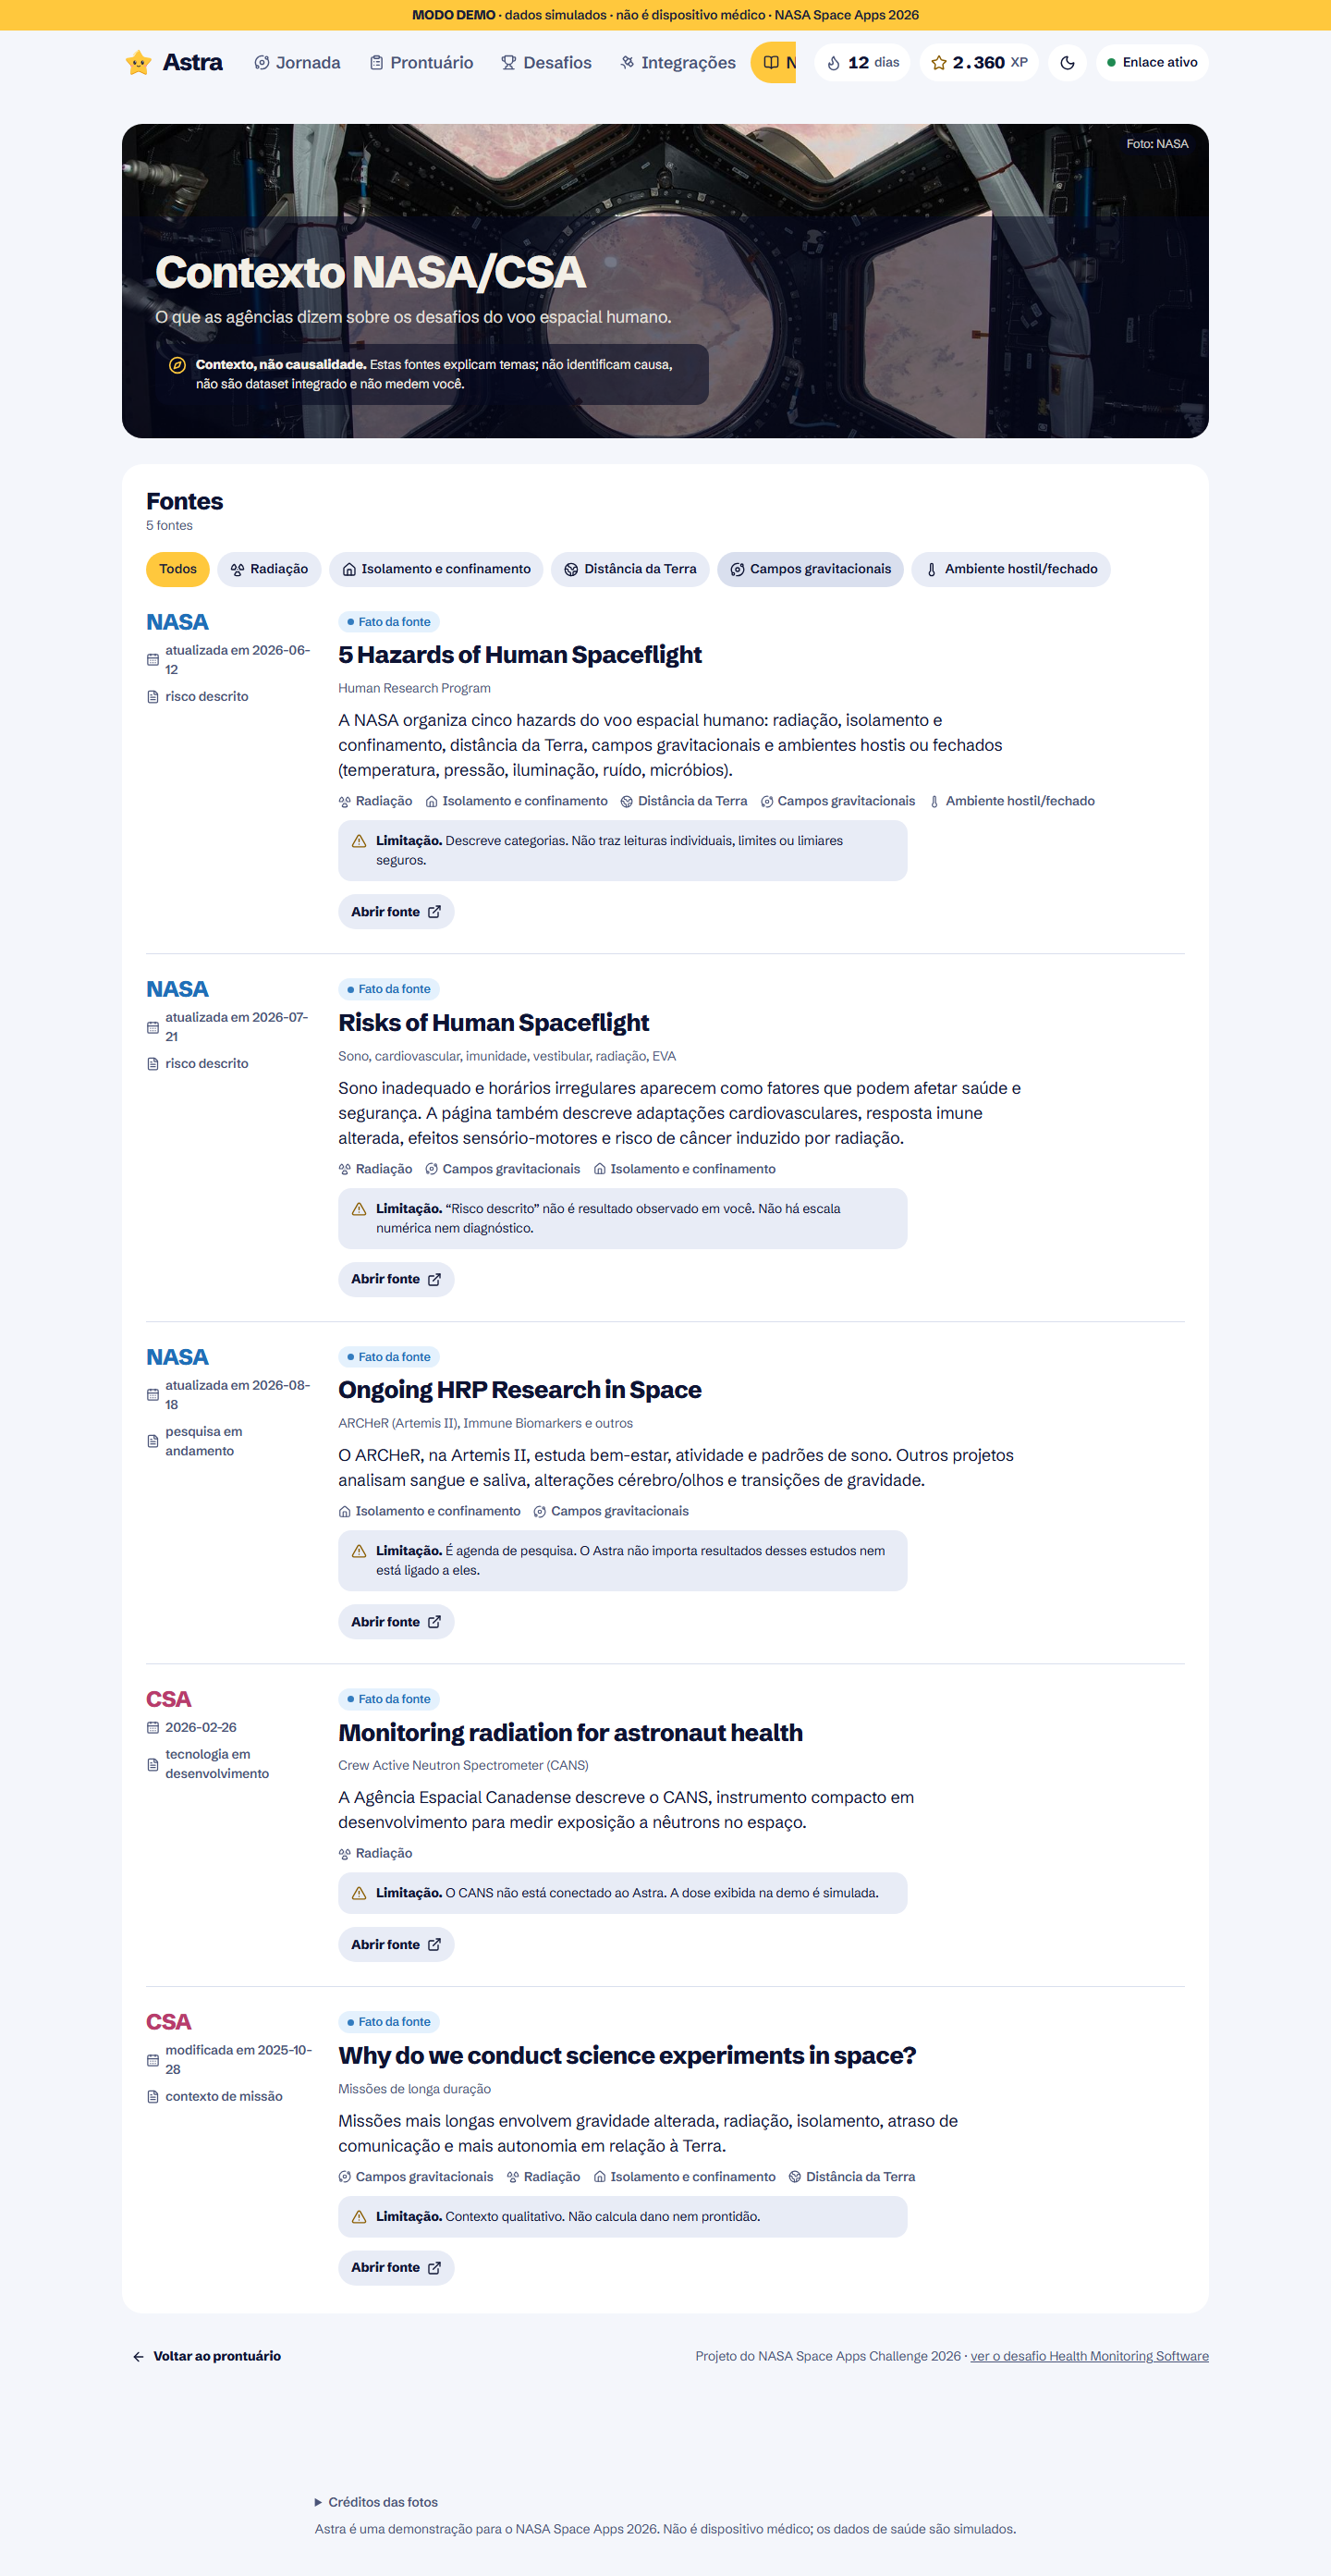 MODO DEMO · dados simulados · não é dispositivo médico · NASA Space Apps 2026
Astra
Jornada
Prontuário
Desafios
Integrações
12 dias
2.360 XP
Enlace ativo
Foto: NASA
Contexto NASA/CSA
O que as agências dizem sobre os desafios do voo espacial humano.
Contexto, não causalidade. Estas fontes explicam temas; não identificam causa,
não são dataset integrado e não medem você.
Fontes
5 fontes
Todos
Radiação
Isolamento e confinamento
Distância da Terra
Campos gravitacionais
Ambiente hostil/fechado
NASA
atualizada em 2026-06-
12
risco descrito
Fato da fonte
5 Hazards of Human Spaceflight
Human Research Program
A NASA organiza cinco hazards do voo espacial humano: radiação, isolamento e
confinamento, distância da Terra, campos gravitacionais e ambientes hostis ou fechados
(temperatura, pressão, iluminação, ruído, micróbios).
Radiação Isolamento e confinamento Distância da Terra Campos gravitacionais Ambiente hostil/fechado
Limitação. Descreve categorias. Não traz leituras individuais, limites ou limiares
seguros.
Abrir fonte
NASA
atualizada em 2026-07-
21
risco descrito
Fato da fonte
Risks of Human Spaceflight
Sono, cardiovascular, imunidade, vestibular, radiação, EVA
Sono inadequado e horários irregulares aparecem como fatores que podem afetar saúde e
segurança. A página também descreve adaptações cardiovasculares, resposta imune
alterada, efeitos sensório-motores e risco de câncer induzido por radiação.
Radiação Campos gravitacionais Isolamento e confinamento
Limitação. “Risco descrito” não é resultado observado em você. Não há escala
numérica nem diagnóstico.
Abrir fonte
NASA
atualizada em 2026-08-
18
pesquisa em
andamento
Fato da fonte
Ongoing HRP Research in Space
ARCHeR (Artemis II), Immune Biomarkers e outros
O ARCHeR, na Artemis II, estuda bem-estar, atividade e padrões de sono. Outros projetos
analisam sangue e saliva, alterações cérebro/olhos e transições de gravidade.
Isolamento e confinamento Campos gravitacionais
Limitação. É agenda de pesquisa. O Astra não importa resultados desses estudos nem
está ligado a eles.
Abrir fonte
CSA
2026-02-26
tecnologia em
desenvolvimento
Fato da fonte
Monitoring radiation for astronaut health
Crew Active Neutron Spectrometer (CANS)
A Agência Espacial Canadense descreve o CANS, instrumento compacto em
desenvolvimento para medir exposição a nêutrons no espaço.
Radiação
Limitação. O CANS não está conectado ao Astra. A dose exibida na demo é simulada.
Abrir fonte
CSA
modificada em 2025-10-
28
contexto de missão
Fato da fonte
Why do we conduct science experiments in space?
Missões de longa duração
Missões mais longas envolvem gravidade alterada, radiação, isolamento, atraso de
comunicação e mais autonomia em relação à Terra.
Campos gravitacionais Radiação Isolamento e confinamento Distância da Terra
Limitação. Contexto qualitativo. Não calcula dano nem prontidão.
Abrir fonte
Voltar ao prontuário
Projeto do NASA Space Apps Challenge 2026 · ver o desafio Health Monitoring Software
Créditos das fotos
Astra é uma demonstração para o NASA Space Apps 2026. Não é dispositivo médico; os dados de saúde são simulados.